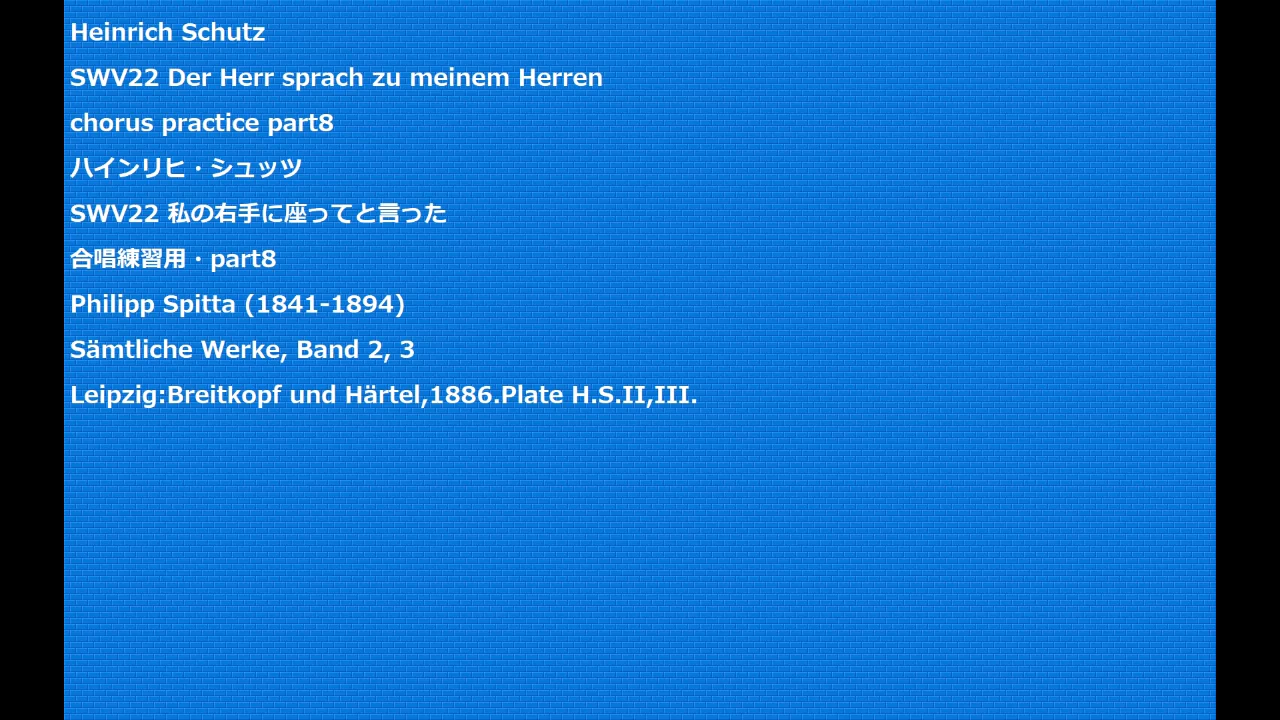 Heinrich Schutz
SWV22 Der Herr sprach zu meinem Herren
chorus practice part8
ハインリヒ・シュッツ
SWV22 私の右手に座ってと言った
合唱練習用・part8
Philipp Spitta (1841-1894)
Sämtliche Werke, Band 2, 3
Leipzig:Breitkopf und Härtel,1886.Plate H.S.II,III.